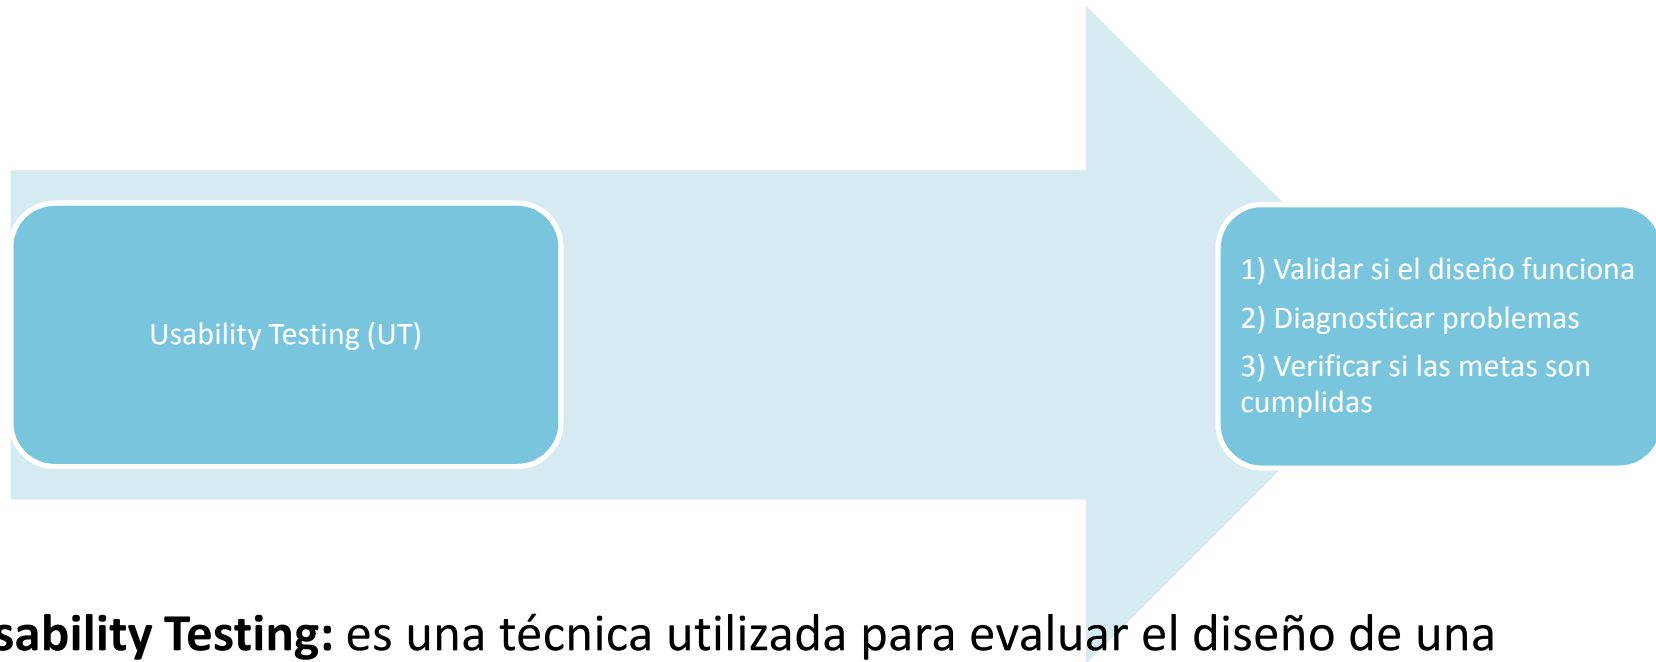 Usability Testing (UT)
1) Validar si el diseño funciona
2) Diagnosticar problemas
3) Verificar si las metas son
cumplidas
sability Testing: es una técnica utilizada para evaluar el diseño de una